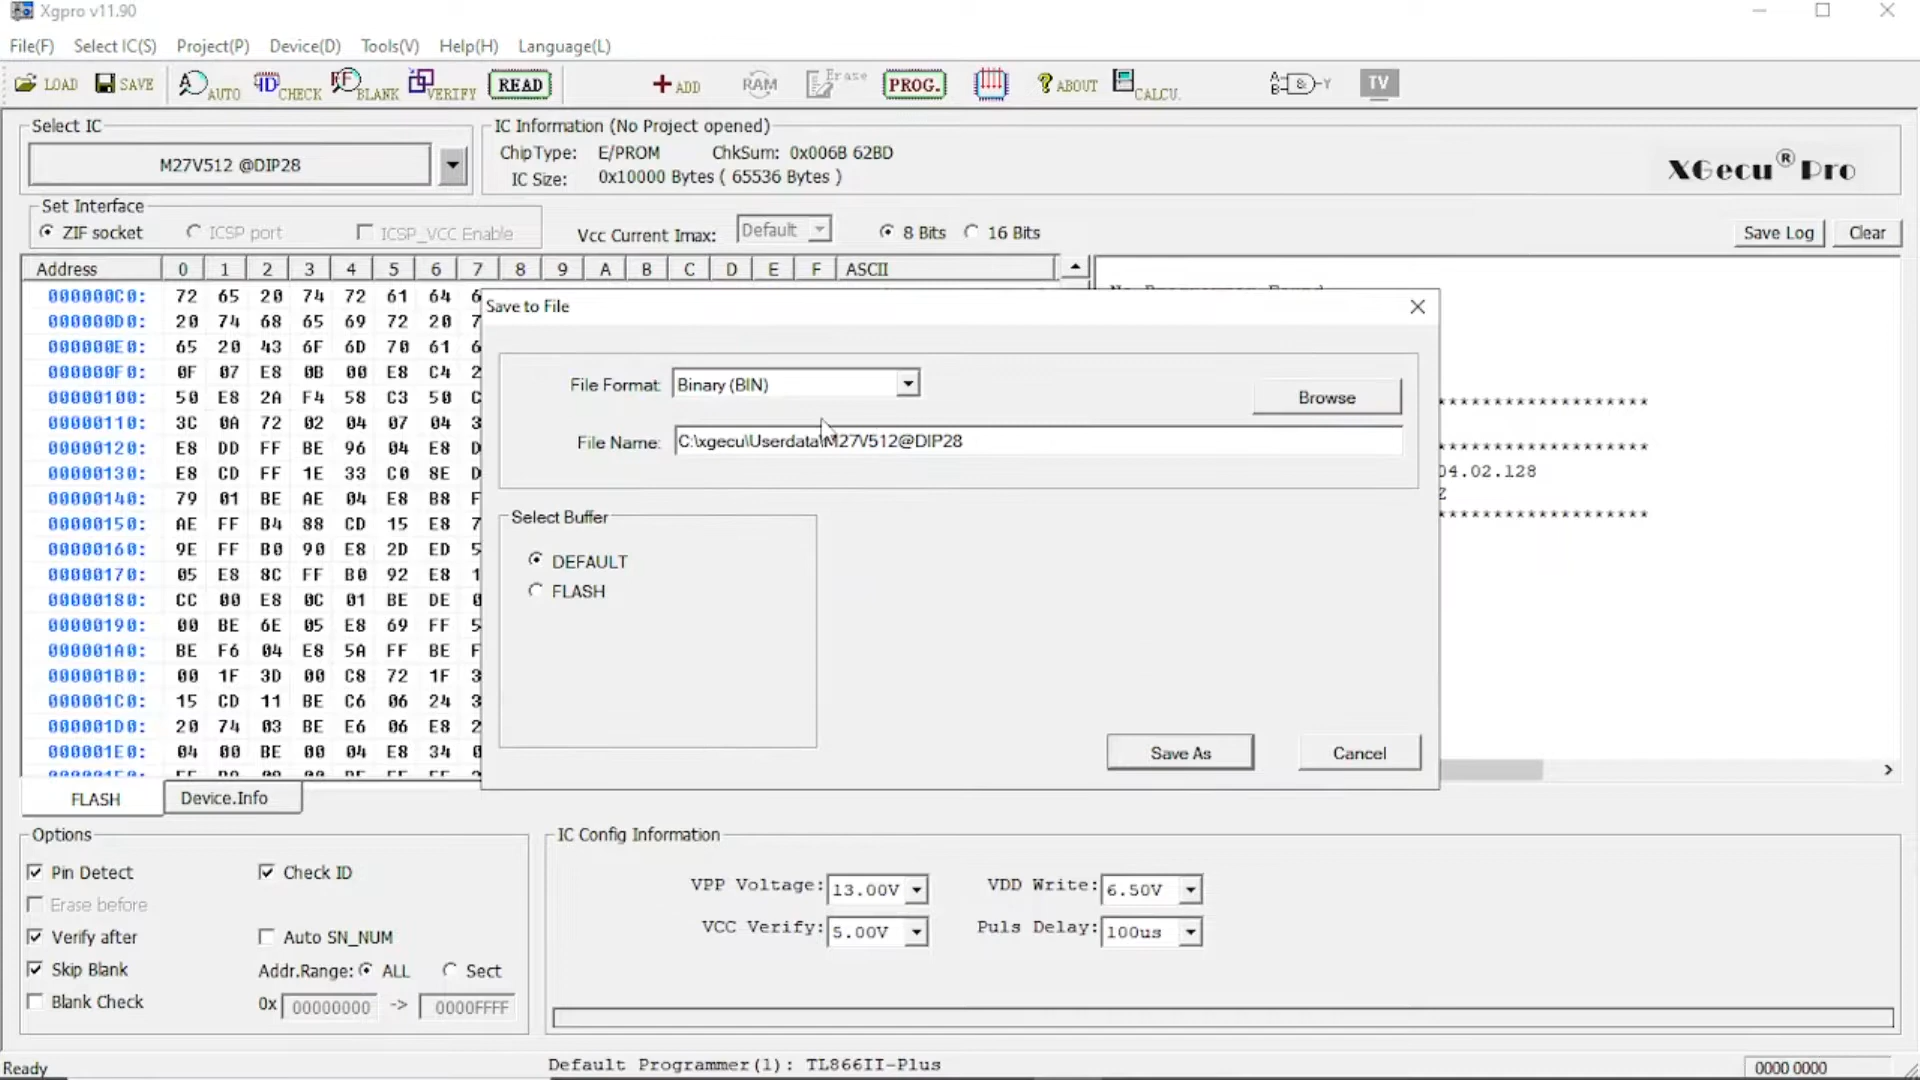 Xgpro v11.90
File(F) Select IC(S) Project(P) Device(D) Tools(V) Help(H) Language(L)
LOAD SAVE AUTO CHECK BLANK VERIFY READ ADD RAM Erase PROG. ABOUT CALCU. TV
Select IC
M27V512 @DIP28
IC Information (No Project opened)
ChipType: E/PROM ChkSum: 0x006B 62BD
IC Size: 0x10000 Bytes ( 65536 Bytes )
XGecu® Pro
Set Interface
ZIF socket ICSP port ICSP_VCC Enable Vcc Current Imax: Default 8 Bits 16 Bits Save Log Clear
Address 0 1 2 3 4 5 6 7 8 9 A B C D E F ASCII
000000C0: 72 65 20 74 72 61 64
000000D0: 20 74 68 65 69 72 20
000000E0: 65 20 43 6F 6D 70 61
000000F0: 0F 07 E8 0B 00 E8 C4
00000100: 50 E8 2A F4 58 C3 50
00000110: 3C 0A 72 02 04 07 04
00000120: E8 DD FF BE 96 04 E8
00000130: E8 CD FF 1E 33 C0 8E
00000140: 79 01 BE AE 04 E8 B8
00000150: AE FF B4 88 CD 15 E8
00000160: 9E FF B0 90 E8 2D ED
00000170: 05 E8 8C FF B0 92 E8
00000180: CC 00 E8 0C 01 BE DE
00000190: 00 BE 6E 05 E8 69 FF
000001A0: BE F6 04 E8 5A FF BE
000001B0: 00 1F 3D 00 C8 72 1F
000001C0: 15 CD 11 BE C6 06 24
000001D0: 20 74 03 BE E6 06 E8
000001E0: 04 00 BE 00 04 E8 34
Save to File
File Format: Binary (BIN) Browse
File Name: C:\xgecu\Userdata\M27V512@DIP28
Select Buffer
DEFAULT
FLASH
Save As Cancel
*******************
*******************
04.02.128
*******************
FLASH Device.Info
Options
Pin Detect Check ID
Erase before
Verify after Auto SN_NUM
Skip Blank Addr.Range: ALL Sect
Blank Check 0x 00000000 -> 0000FFFF
IC Config Information
VPP Voltage: 13.00V VDD Write: 6.50V
VCC Verify: 5.00V Puls Delay: 100us
Ready Default Programmer(1): TL866II-Plus 0000 0000